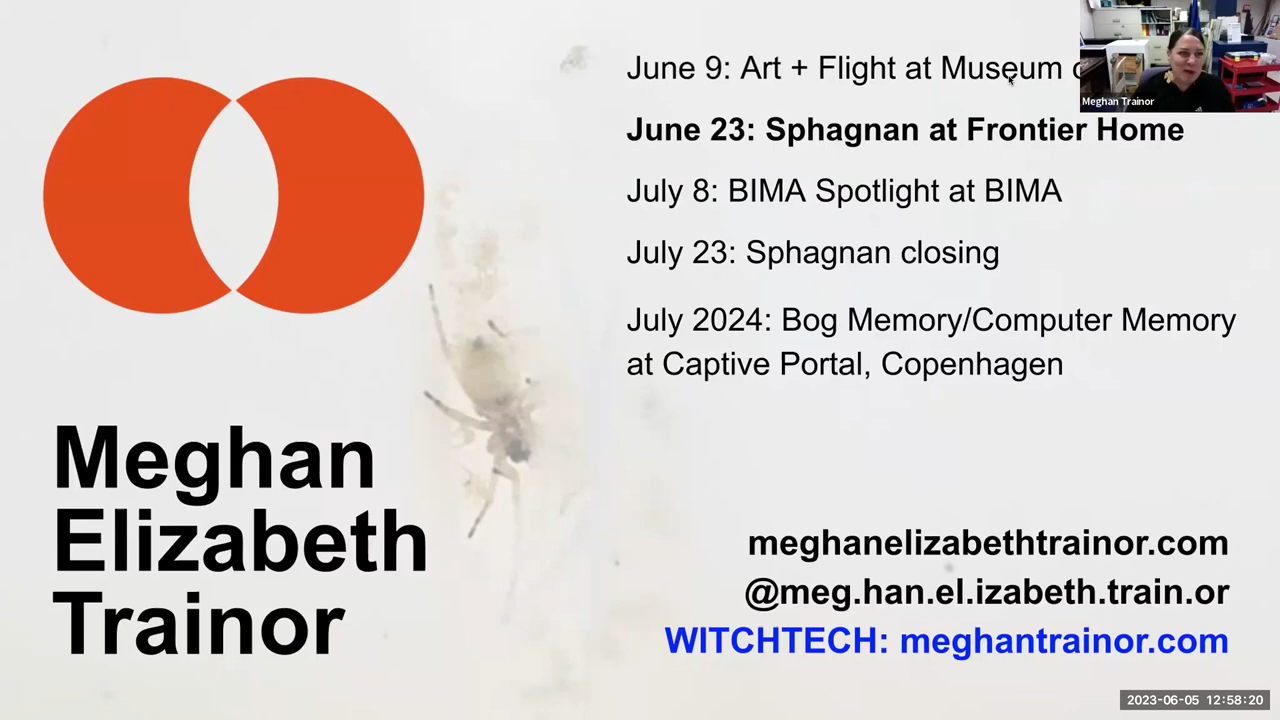 June 9: Art + Flight at Museum
Meghan Trainor
June 23: Sphagnan at Frontier Home
July 8: BIMA Spotlight at BIMA
July 23: Sphagnan closing
July 2024: Bog Memory/Computer Memory
at Captive Portal, Copenhagen
Meghan
Elizabeth
Trainor
meghanelizabethtrainor.com
@meg.han.el.izabeth.train.or
WITCHTECH: meghantrainor.com
2023-06-05 12:58:20